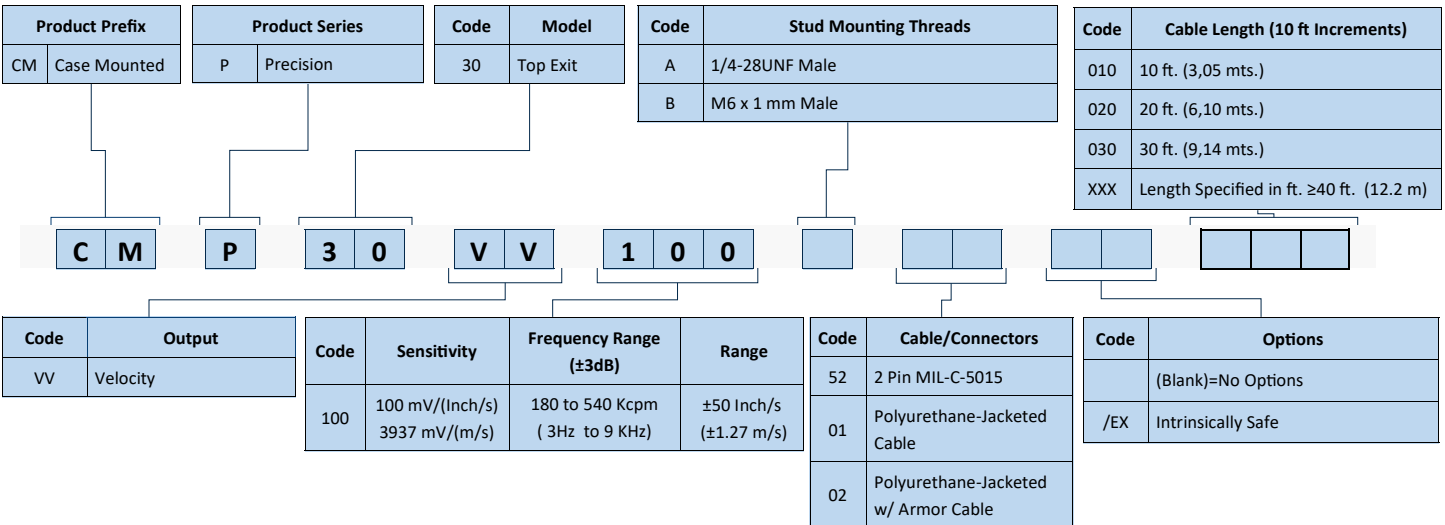 Product Prefix
CM Case Mounted
Product Series
P Precision
Code Model
30 Top Exit
Code Stud Mounting Threads
A 1/4-28UNF Male
B M6 x 1 mm Male
Code Cable Length (10 ft Increments)
010 10 ft. (3,05 mts.)
020 20 ft. (6,10 mts.)
030 30 ft. (9,14 mts.)
XXX Length Specified in ft. ≥40 ft. (12.2 m)
C M P 3 0 V V 1 0 0
Code Output
VV Velocity
Code Sensitivity Frequency Range
(±3dB) Range
100 100 mV/(Inch/s)
3937 mV/(m/s) 180 to 540 Kcpm
( 3Hz to 9 KHz) ±50 Inch/s
(±1.27 m/s)
Code Cable/Connectors
52 2 Pin MIL-C-5015
01 Polyurethane-Jacketed
Cable
02 Polyurethane-Jacketed
w/ Armor Cable
Code Options
(Blank)=No Options
/EX Intrinsically Safe